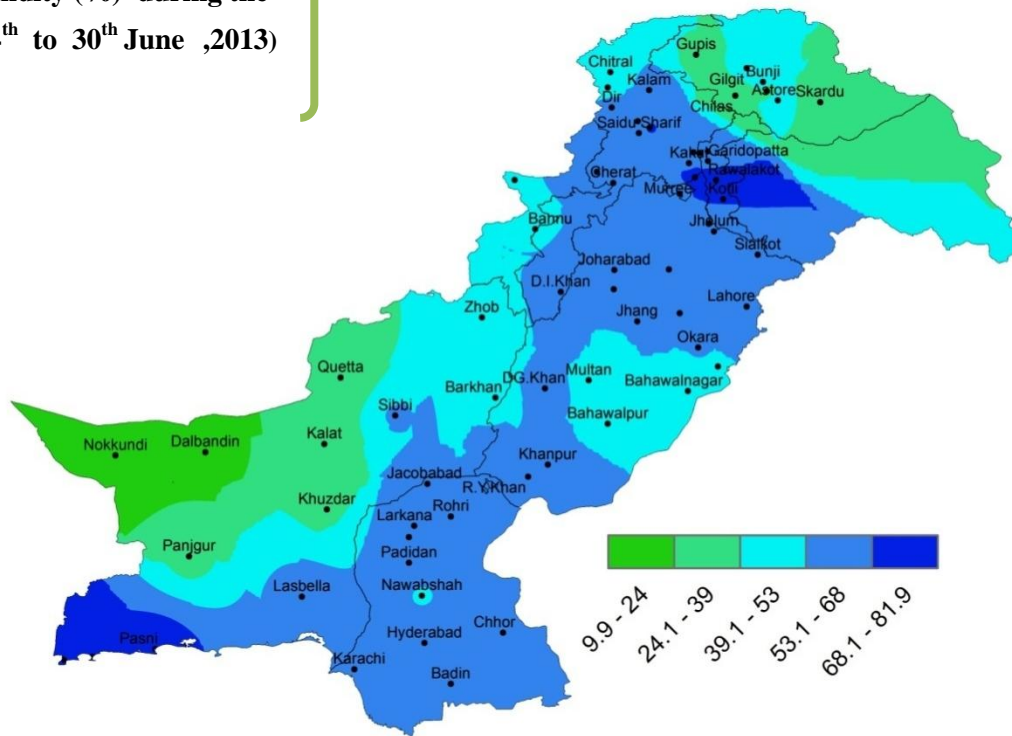 (%) during the
th to 30th June ,2013)
Gupis
Chitral
Bunji
Kalam
Gilgit
Astore
Skardu
Dir
Chilas
Saidu Sharif
Garidopatta
Rawalakot
Cherat
Murree
Kotli
Bannu
Jhelum
Sialkot
Joharabad
D.I.Khan
Lahore
Zhob
Jhang
Okara
Quetta
DG.Khan
Multan
Bahawalnagar
Barkhan
Sibbi
Bahawalpur
Nokkundi
Dalbandin
Kalat
Khanpur
Jacobabad
R.Y.Khan
Khuzdar
Rohri
Larkana
Panjgur
Padidan
Lasbella
Nawabshah
Pasni
Chhor
Hyderabad
Karachi
Badin
9.9 - 24
24.1 - 39
39.1 - 53
53.1 - 68
68.1 - 81.9